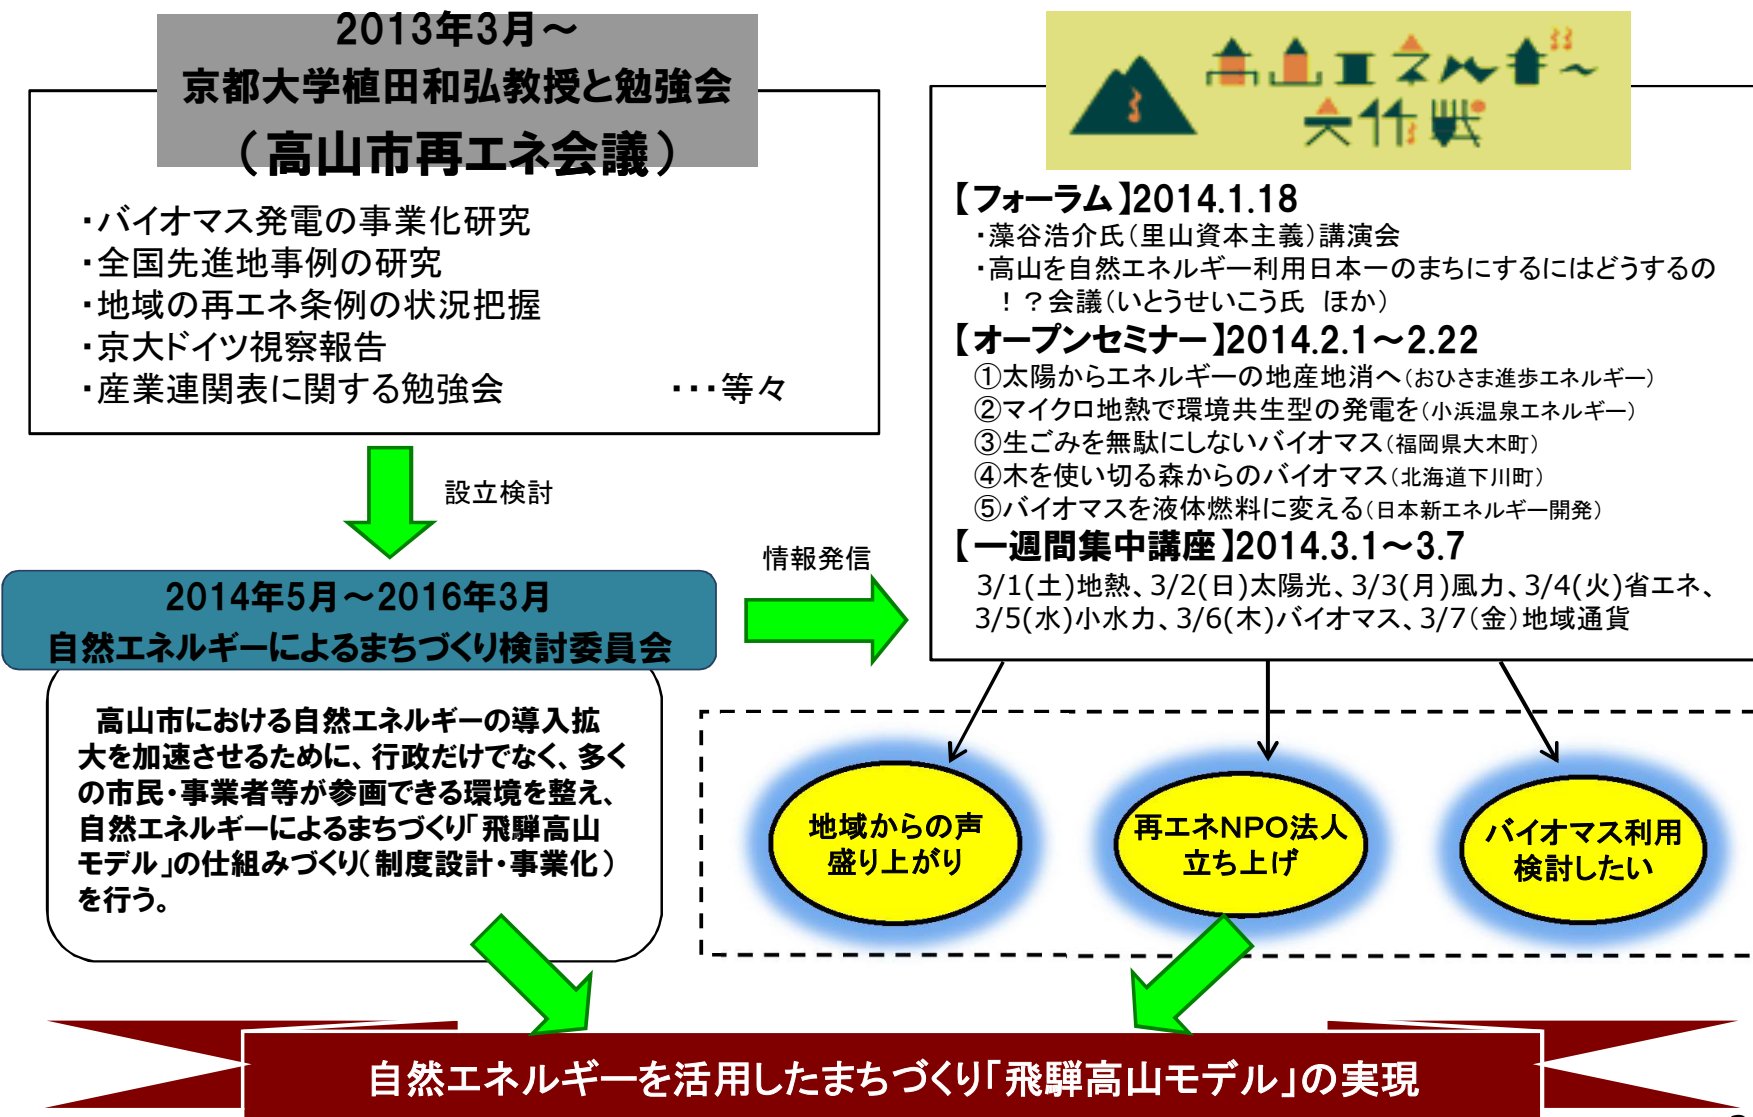 2013年3月～
京都大学植田和弘教授と勉強会
（高山市再エネ会議）
・バイオマス発電の事業化研究
・全国先進地事例の研究
・地域の再エネ条例の状況把握
・京大ドイツ視察報告
・産業連関表に関する勉強会　・・・等々
設立検討
2014年5月～2016年3月
自然エネルギーによるまちづくり検討委員会
高山市における自然エネルギーの導入拡
大を加速させるために、行政だけでなく、多く
の市民・事業者等が参画できる環境を整え、
自然エネルギーによるまちづくり「飛騨高山
モデル」の仕組みづくり（制度設計・事業化）
を行う。
情報発信
高山エネルギー
大作戦
【フォーラム】2014.1.18
・藻谷浩介氏（里山資本主義）講演会
・高山を自然エネルギー利用日本一のまちにするにはどうするの
！？会議（いとうせいこう氏　ほか）
【オープンセミナー】2014.2.1～2.22
①太陽からエネルギーの地産地消へ（おひさま進歩エネルギー）
②マイクロ地熱で環境共生型の発電を（小浜温泉エネルギー）
③生ごみを無駄にしないバイオマス（福岡県大木町）
④木を使い切る森からのバイオマス（北海道下川町）
⑤バイオマスを液体燃料に変える（日本新エネルギー開発）
【一週間集中講座】2014.3.1～3.7
3/1(土)地熱、3/2(日)太陽光、3/3(月)風力、3/4(火)省エネ、
3/5(水)小水力、3/6(木)バイオマス、3/7(金)地域通貨
地域からの声
盛り上がり
再エネNPO法人
立ち上げ
バイオマス利用
検討したい
自然エネルギーを活用したまちづくり「飛騨高山モデル」の実現